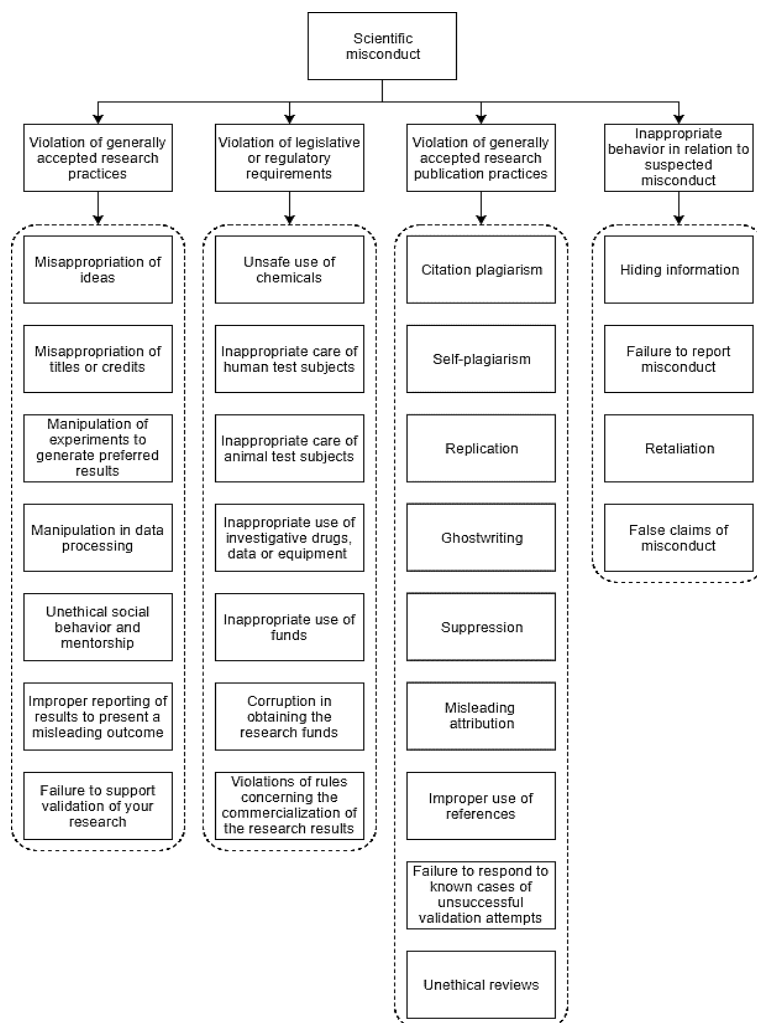 Scientific
misconduct
Violation of generally
accepted research
practices
Violation of legislative
or regulatory
requirements
Violation of generally
accepted research
publication practices
Inappropriate
behavior in relation to
suspected
misconduct
Misappropriation of
ideas
Misappropriation of
titles or credits
Manipulation of
experiments to
generate preferred
results
Manipulation in data
processing
Unethical social
behavior and
mentorship
Improper reporting of
results to present a
misleading outcome
Failure to support
validation of your
research
Unsafe use of
chemicals
Inappropriate care of
human test subjects
Inappropriate care of
animal test subjects
Inappropriate use of
investigative drugs,
data or equipment
Inappropriate use of
funds
Corruption in
obtaining the
research funds
Violations of rules
concerning the
commercialization of
the research results
Citation plagiarism
Self-plagiarism
Replication
Ghostwriting
Suppression
Misleading
attribution
Improper use of
references
Failure to respond to
known cases of
unsuccessful
validation attempts
Unethical reviews
Hiding information
Failure to report
misconduct
Retaliation
False claims of
misconduct